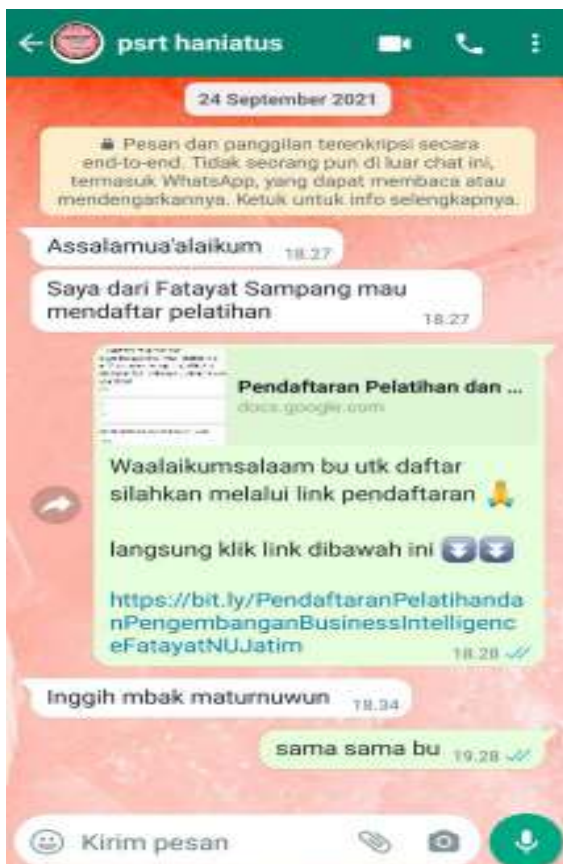 psrt haniatus
24 September 2021
Pesan dan panggilan terenkripsi secara
end-to-end. Tidak seorang pun di luar chat ini,
termasuk WhatsApp, yang dapat membaca atau
mendengarkannya. Ketuk untuk info selengkapnya.
Assalamua'alaikum 18.27
Saya dari Fatayat Sampang mau
mendaftar pelatihan 18.27
Pendaftaran Pelatihan dan ...
docs.google.com
Waalaikumsalaam bu utk daftar
silahkan melalui link pendaftaran 🙏
langsung klik link dibawah ini ⏬⏬
https://bit.ly/PendaftaranPelatihanda
nPengembanganBusinessIntelligenc
eFatayatNUJatim 18.28
Inggih mbak maturnuwun 18.34
sama sama bu 19.28
Kirim pesan